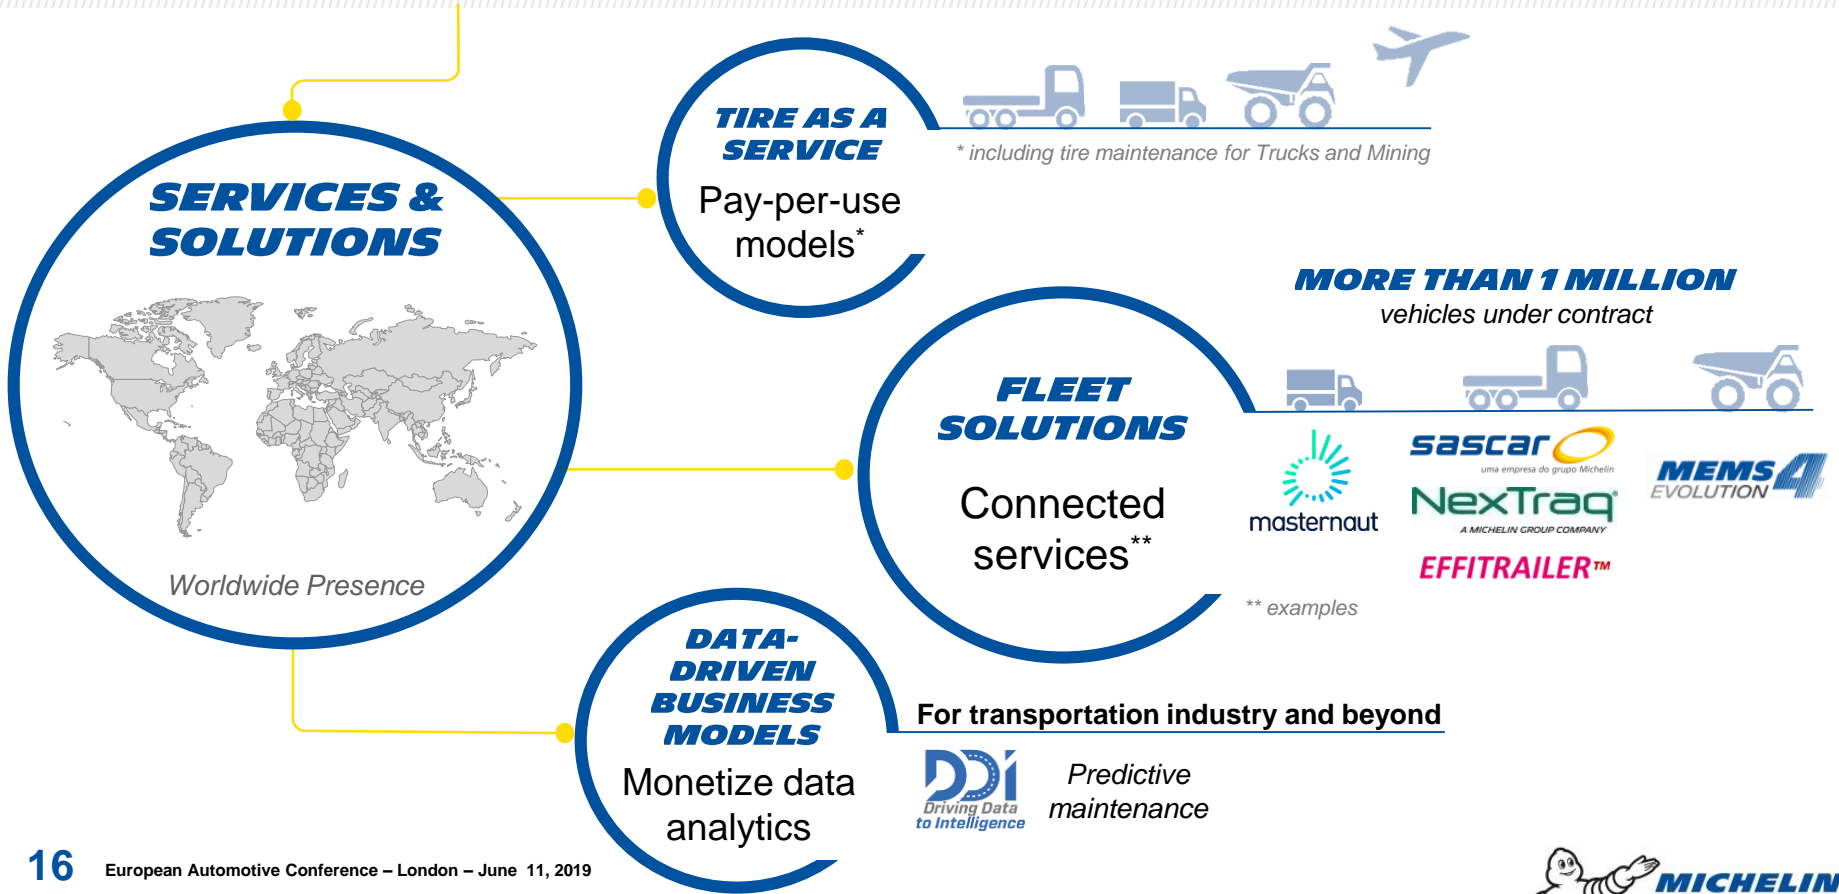 SERVICES &
SOLUTIONS
Worldwide Presence
TIRE AS A
SERVICE
Pay-per-use
models*
* including tire maintenance for Trucks and Mining
FLEET
SOLUTIONS
Connected
services**
MORE THAN 1 MILLION
vehicles under contract
masternaut
sascar
uma empresa do grupo Michelin
NexTraq®
A MICHELIN GROUP COMPANY
EFFITRAILER™
MEMS 4
EVOLUTION
** examples
DATA-
DRIVEN
BUSINESS
MODELS
Monetize data
analytics
For transportation industry and beyond
DDi
Driving Data
to Intelligence
Predictive
maintenance
16 European Automotive Conference – London – June 11, 2019
MICHELIN